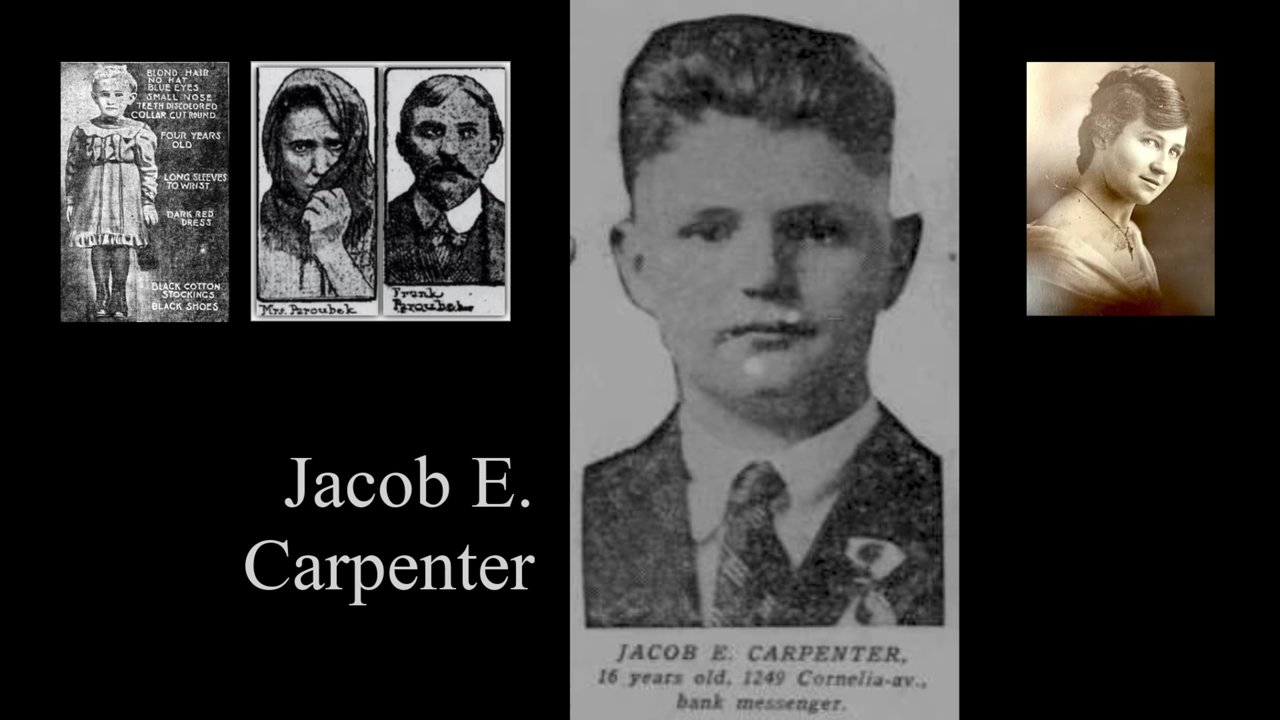 BLOND HAIR
NO HAT
BLUE EYES
SMALL NOSE
TEETH DISCOLORED
COLLAR CUT ROUND
FOUR YEARS
OLD
LONG SLEEVES
TO WRIST
DARK RED
DRESS
BLACK COTTON
STOCKINGS
BLACK SHOES
Mrs. Paroubek
Frank
Paroubek
Jacob E.
Carpenter
JACOB E. CARPENTER,
16 years old, 1249 Cornelia-av.,
bank messenger.